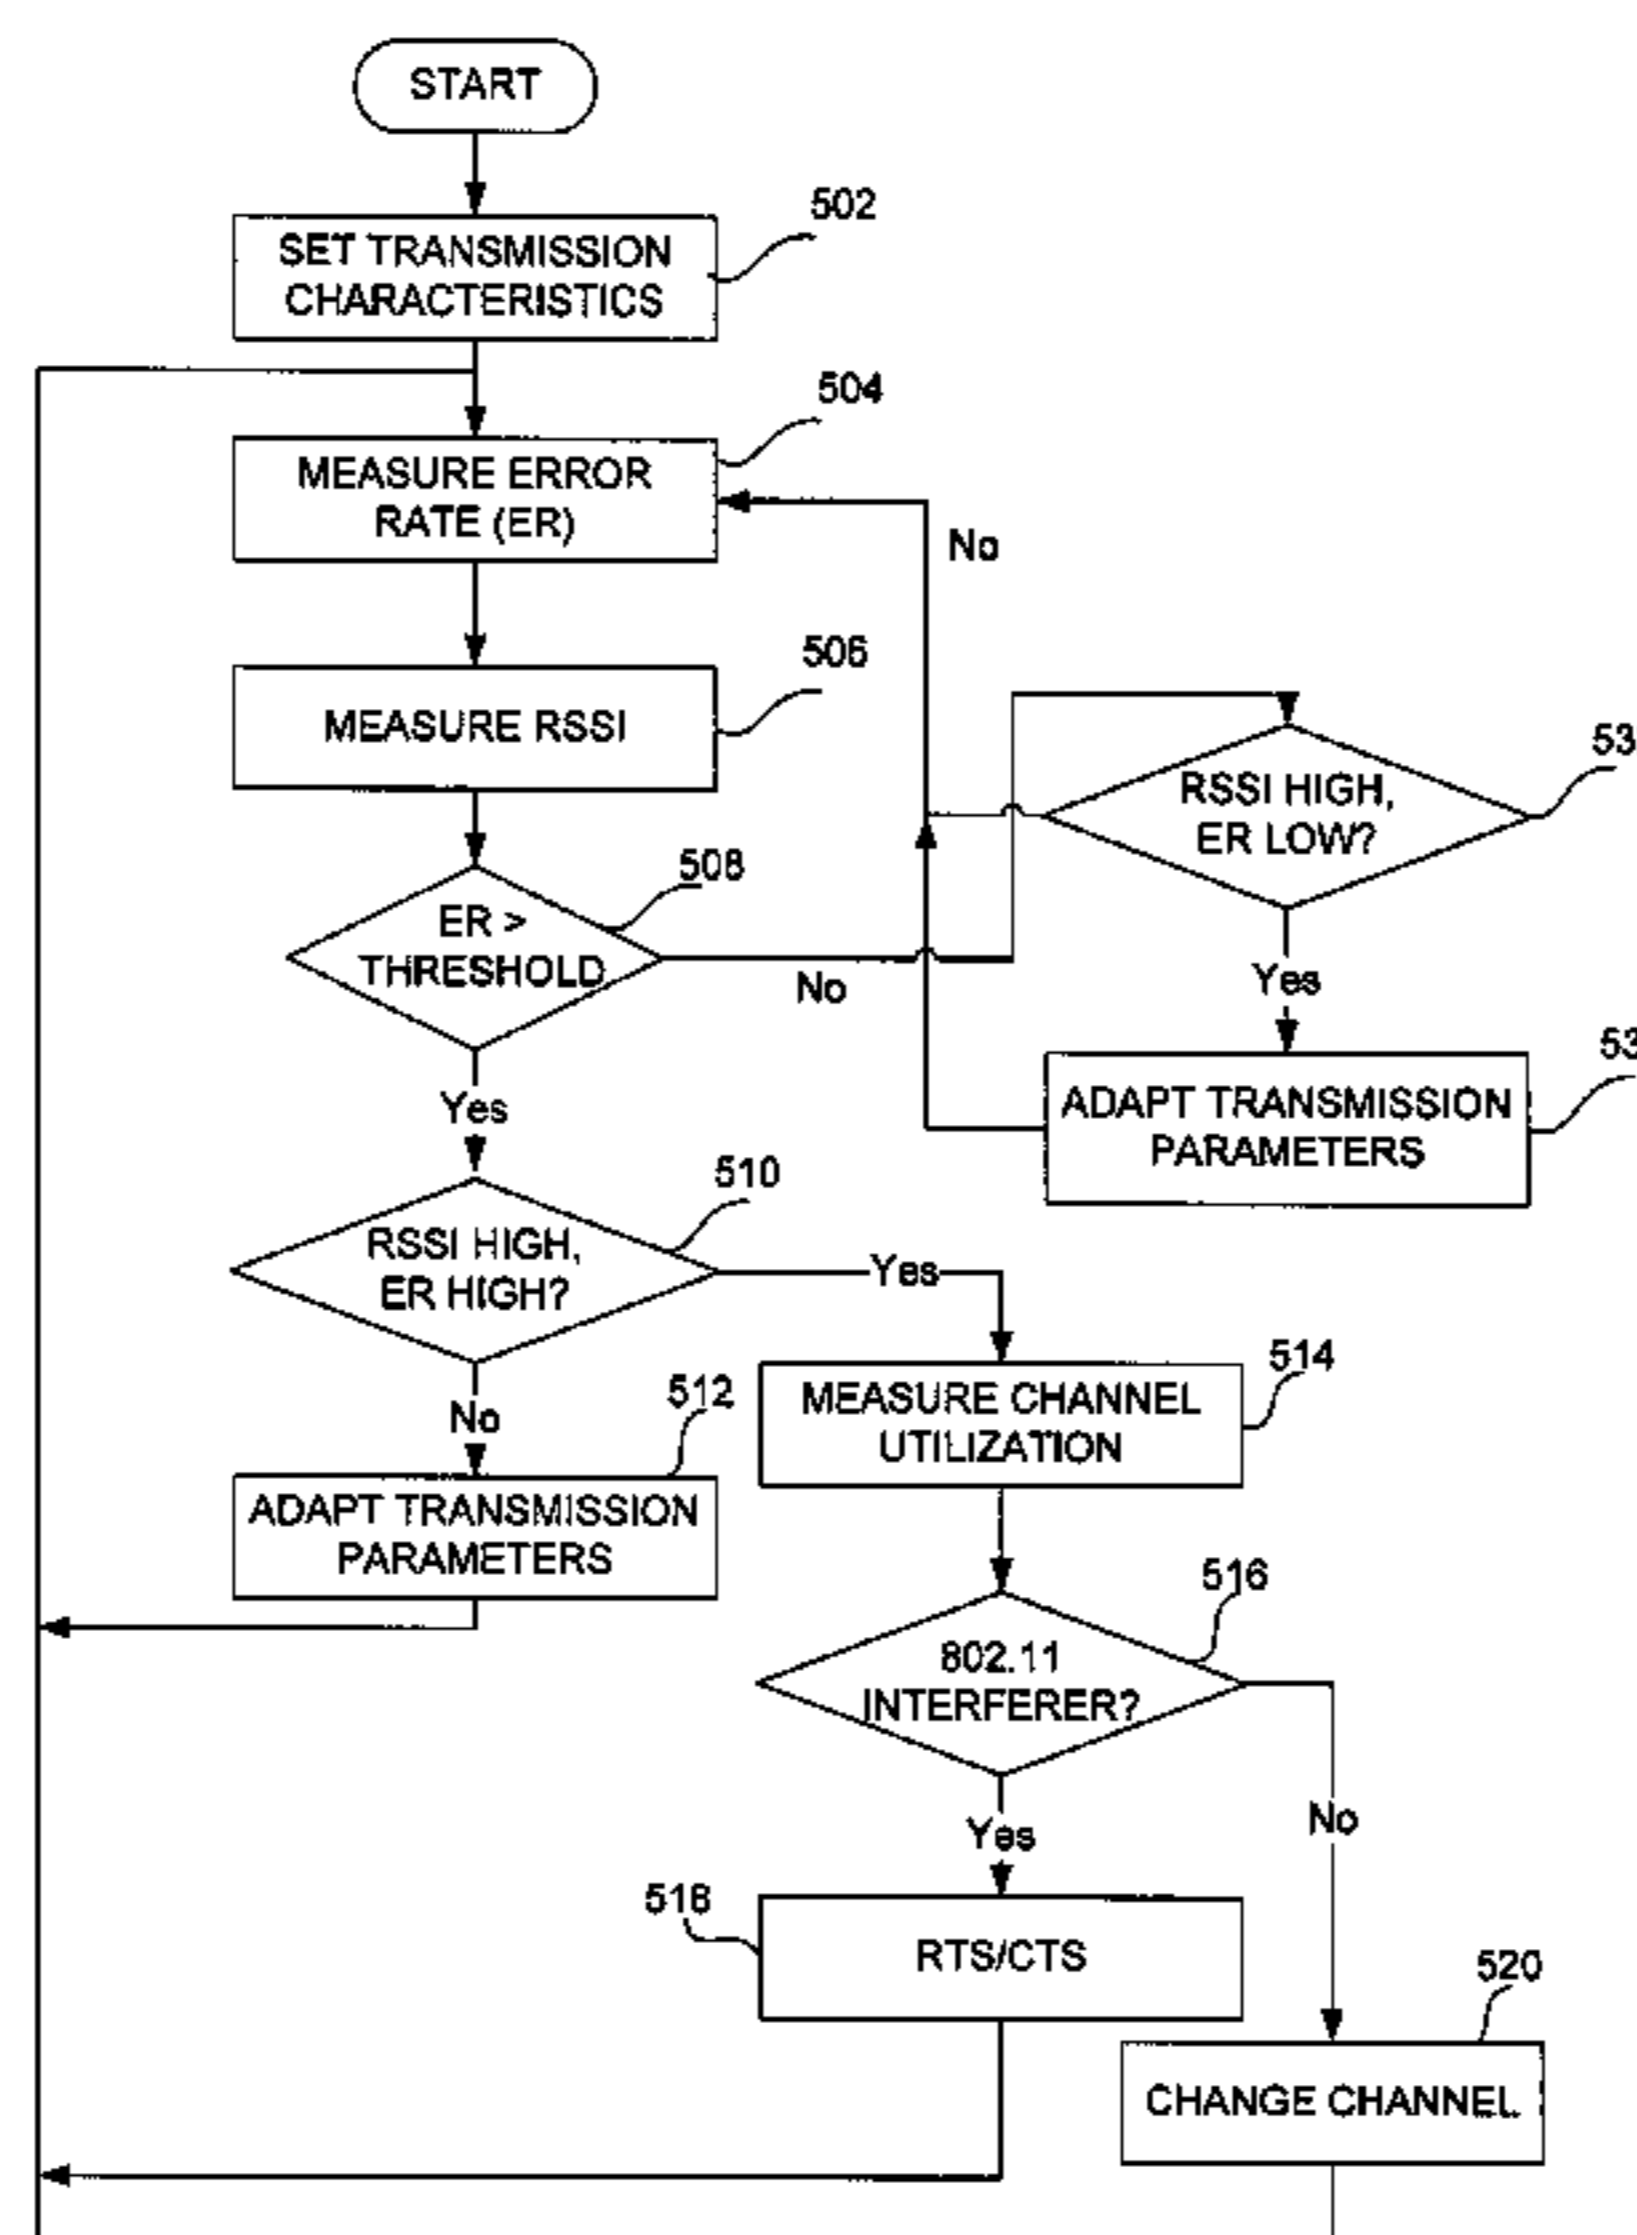 START
502
SET TRANSMISSION
CHARACTERISTICS
504
MEASURE ERROR
RATE (ER)
No
506
MEASURE RSSI
53
RSSI HIGH,
ER LOW?
508
ER >
THRESHOLD
No
Yes
53
ADAPT TRANSMISSION
PARAMETERS
Yes
510
RSSI HIGH,
ER HIGH?
Yes
514
MEASURE CHANNEL
UTILIZATION
No
512
ADAPT TRANSMISSION
PARAMETERS
516
802.11
INTERFERER?
Yes
No
518
RTS/CTS
520
CHANGE CHANNEL